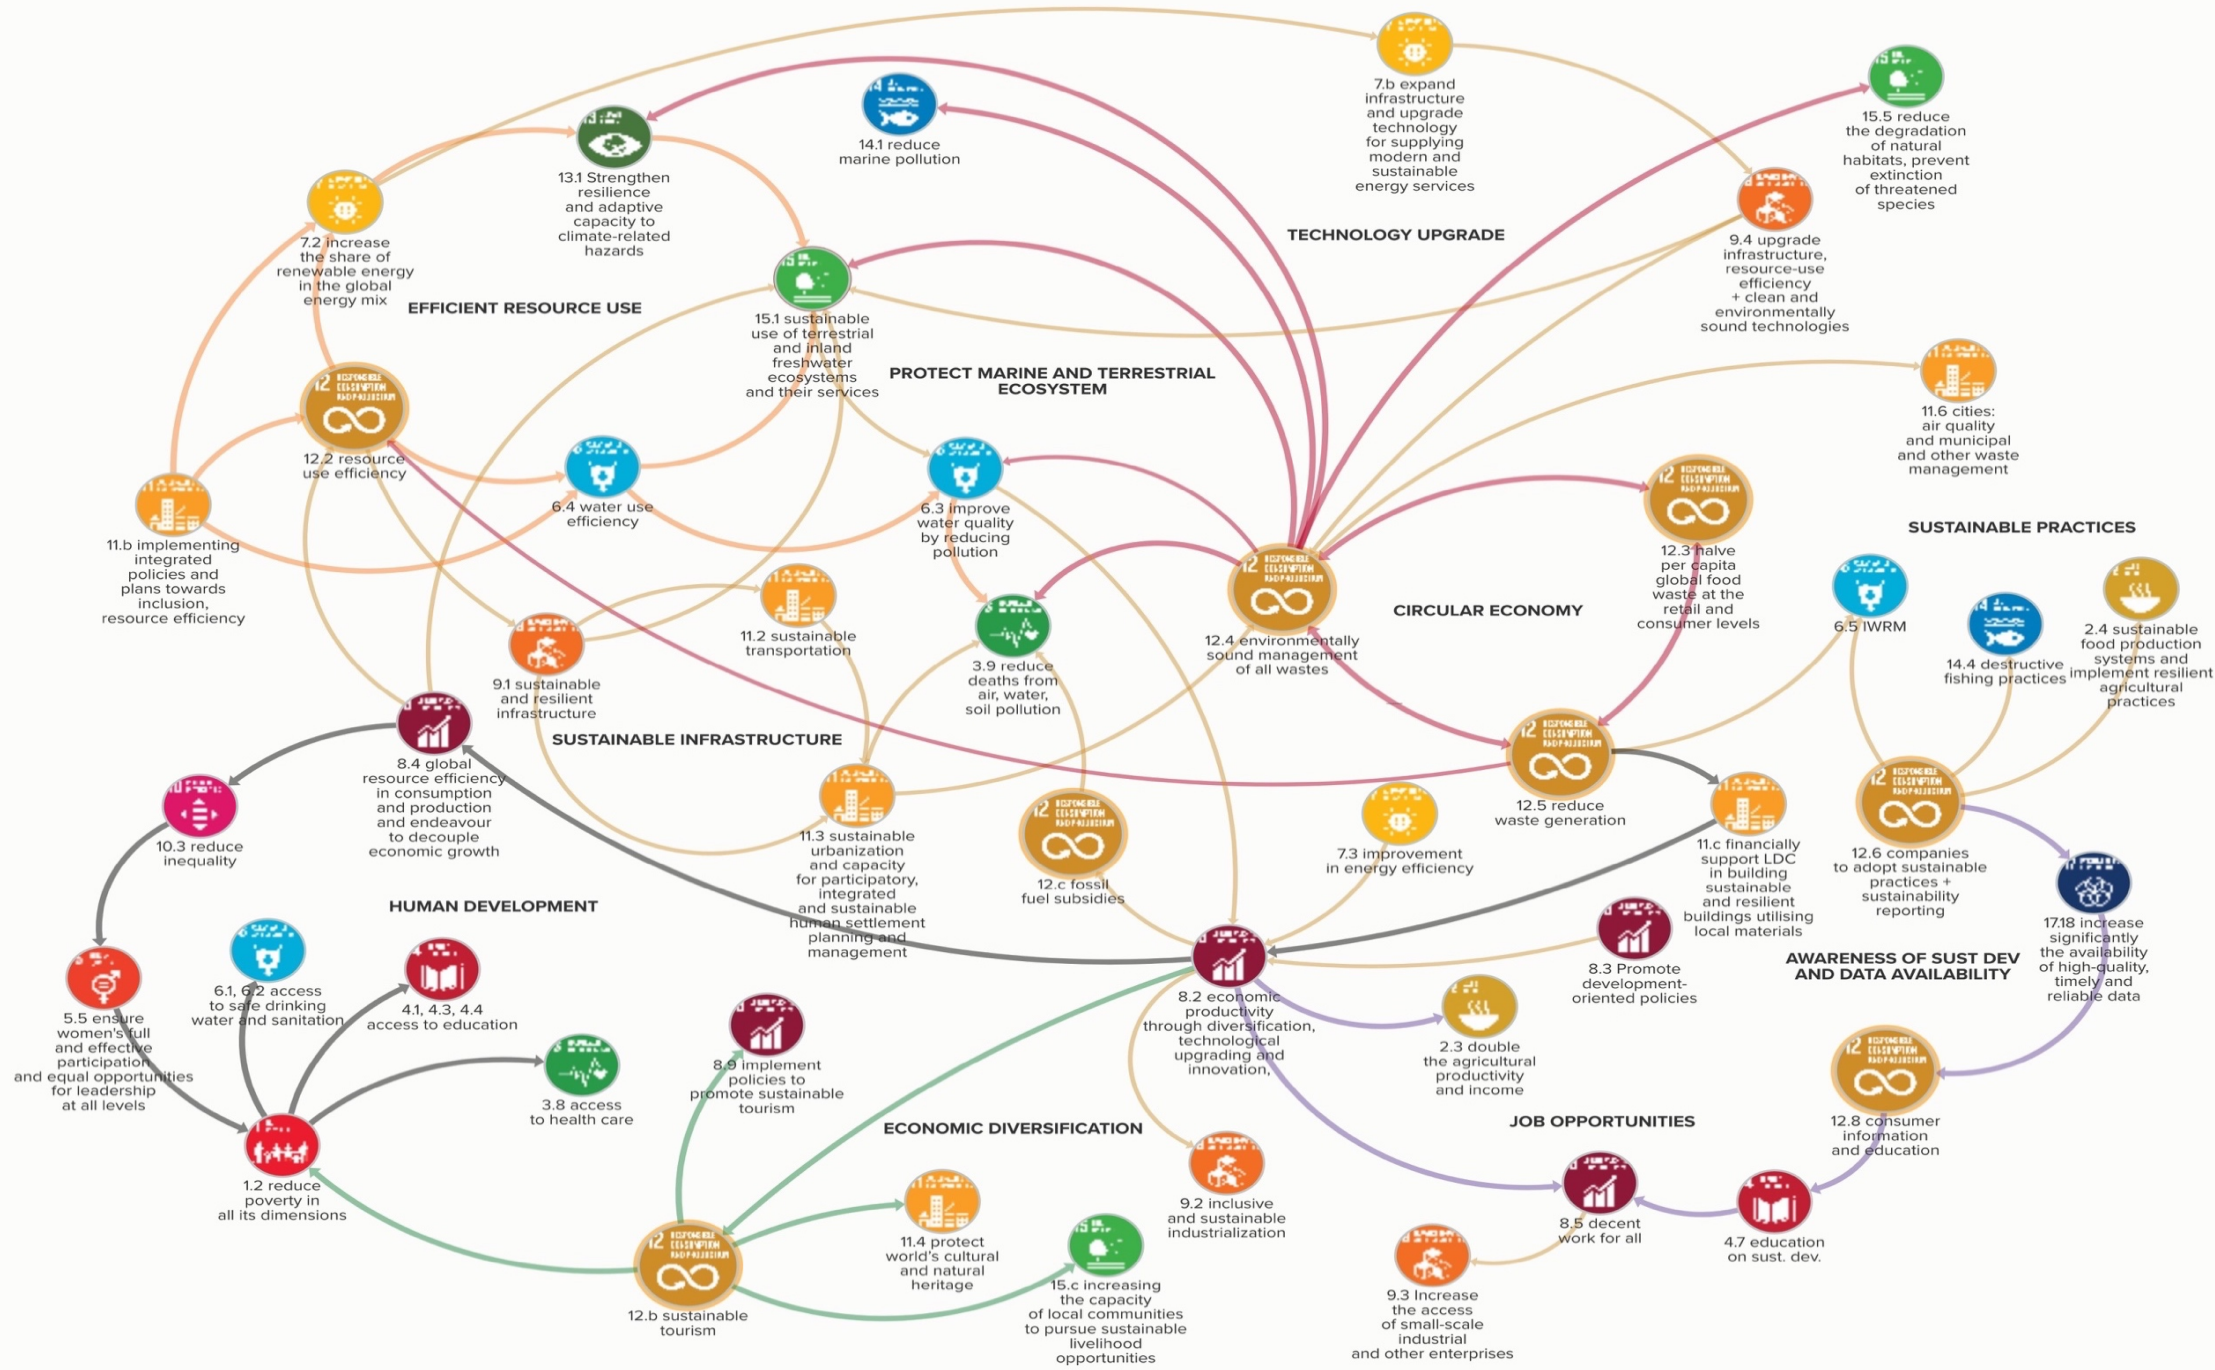 7.b expand
infrastructure
and upgrade
technology
for supplying
modern and
sustainable
energy services
15.5 reduce
the degradation
of natural
habitats, prevent
extinction
of threatened
species
14.1 reduce
marine pollution
13.1 Strengthen
resilience
and adaptive
capacity to
climate-related
hazards
7.2 increase
the share of
renewable energy
in the global
energy mix
TECHNOLOGY UPGRADE
9.4 upgrade
infrastructure,
resource-use
efficiency
+ clean and
environmentally
sound technologies
EFFICIENT RESOURCE USE
15.1 sustainable
use of terrestrial
and inland
freshwater
ecosystems
and their services
PROTECT MARINE AND TERRESTRIAL
ECOSYSTEM
11.6 cities:
air quality
and municipal
and other waste
management
12.2 resource
use efficiency
6.4 water use
efficiency
6.3 improve
water quality
by reducing
pollution
11.b implementing
integrated
policies and
plans towards
inclusion,
resource efficiency
12.3 halve
per capita
global food
waste at the
retail and
consumer levels
SUSTAINABLE PRACTICES
CIRCULAR ECONOMY
6.5 IWRM
14.4 destructive
fishing practices
2.4 sustainable
food production
systems and
implement resilient
agricultural
practices
11.2 sustainable
transportation
12.4 environmentally
sound management
of all wastes
3.9 reduce
deaths from
air, water,
soil pollution
9.1 sustainable
and resilient
infrastructure
SUSTAINABLE INFRASTRUCTURE
8.4 global
resource efficiency
in consumption
and production
and endeavour
to decouple
economic growth
10.3 reduce
inequality
11.3 sustainable
urbanization
and capacity
for participatory,
integrated
and sustainable
human settlement
planning and
management
12.c fossil
fuel subsidies
7.3 improvement
in energy efficiency
12.5 reduce
waste generation
11.c financially
support LDC
in building
sustainable
and resilient
buildings utilising
local materials
12.6 companies
to adopt sustainable
practices +
sustainability
reporting
17.18 increase
significantly
the availability
of high-quality,
timely and
reliable data
HUMAN DEVELOPMENT
AWARENESS OF SUST DEV
AND DATA AVAILABILITY
8.3 Promote
development-
oriented policies
6.1, 6.2 access
to safe drinking
water and sanitation
4.1, 4.3, 4.4
access to education
5.5 ensure
women's full
and effective
participation
and equal opportunities
for leadership
at all levels
8.2 economic
productivity
through diversification,
technological
upgrading and
innovation,
2.3 double
the agricultural
productivity
and income
8.9 implement
policies to
promote sustainable
tourism
3.8 access
to health care
ECONOMIC DIVERSIFICATION
JOB OPPORTUNITIES
12.8 consumer
information
and education
1.2 reduce
poverty in
all its dimensions
9.2 inclusive
and sustainable
industrialization
8.5 decent
work for all
4.7 education
on sust. dev.
11.4 protect
world's cultural
and natural
heritage
15.c increasing
the capacity
of local communities
to pursue sustainable
livelihood
opportunities
9.3 Increase
the access
of small-scale
industrial
and other enterprises
12.b sustainable
tourism